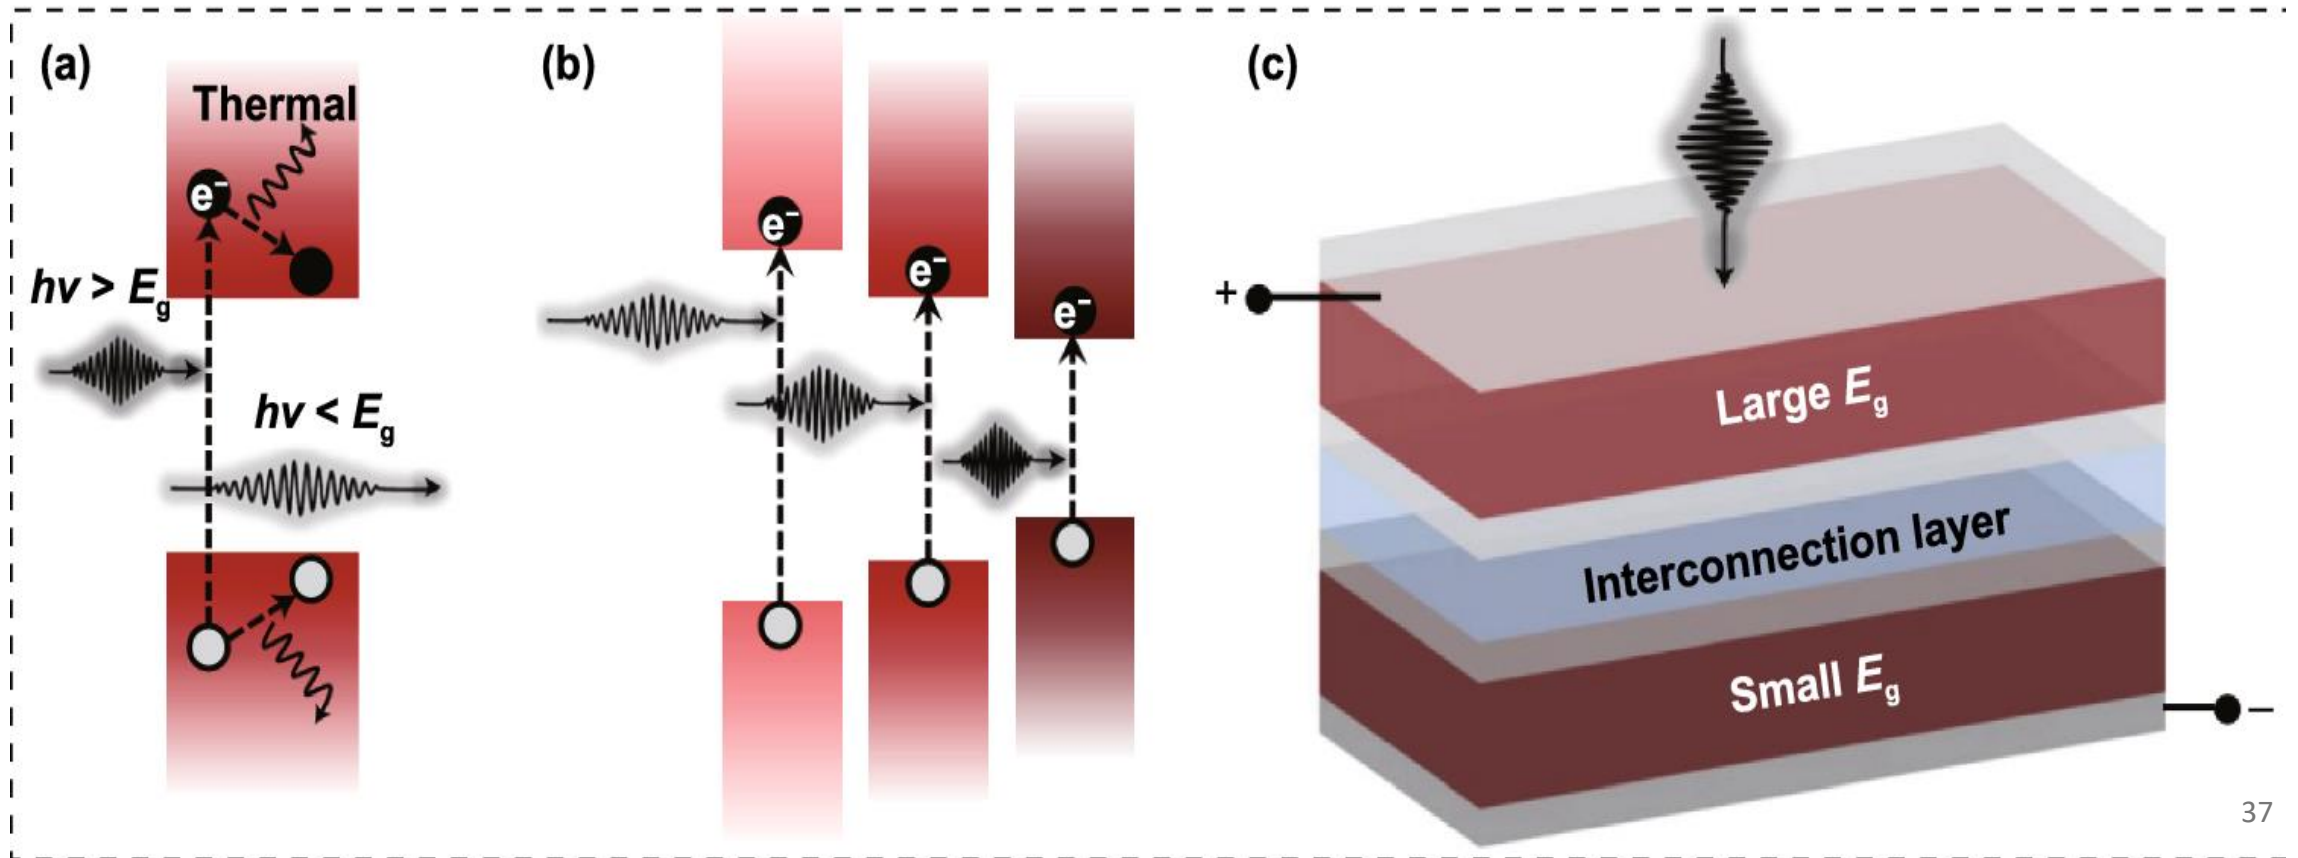 (a)
Thermal
e⁻
hν > Eg
hν < Eg
(b)
e⁻
e⁻
e⁻
(c)
+
Large Eg
Interconnection layer
Small Eg
–
37